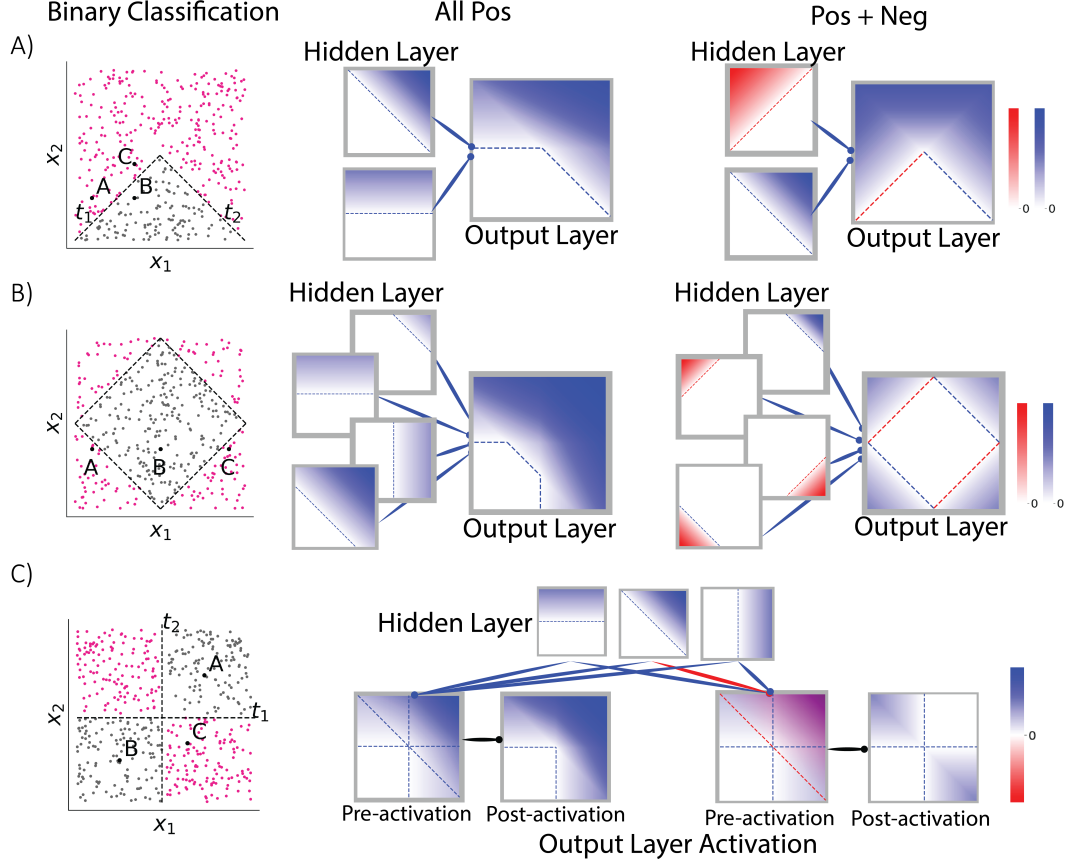 Binary Classification
All Pos
Pos + Neg
A)
Hidden Layer
Hidden Layer
x2
C
A
B
t1
t2
x1
Output Layer
Output Layer
0
0
B)
Hidden Layer
Hidden Layer
x2
A
B
C
x1
Output Layer
Output Layer
0
0
C)
Hidden Layer
t2
A
x2
t1
B
C
x1
0
Pre-activation
Post-activation
Pre-activation
Post-activation
Output Layer Activation